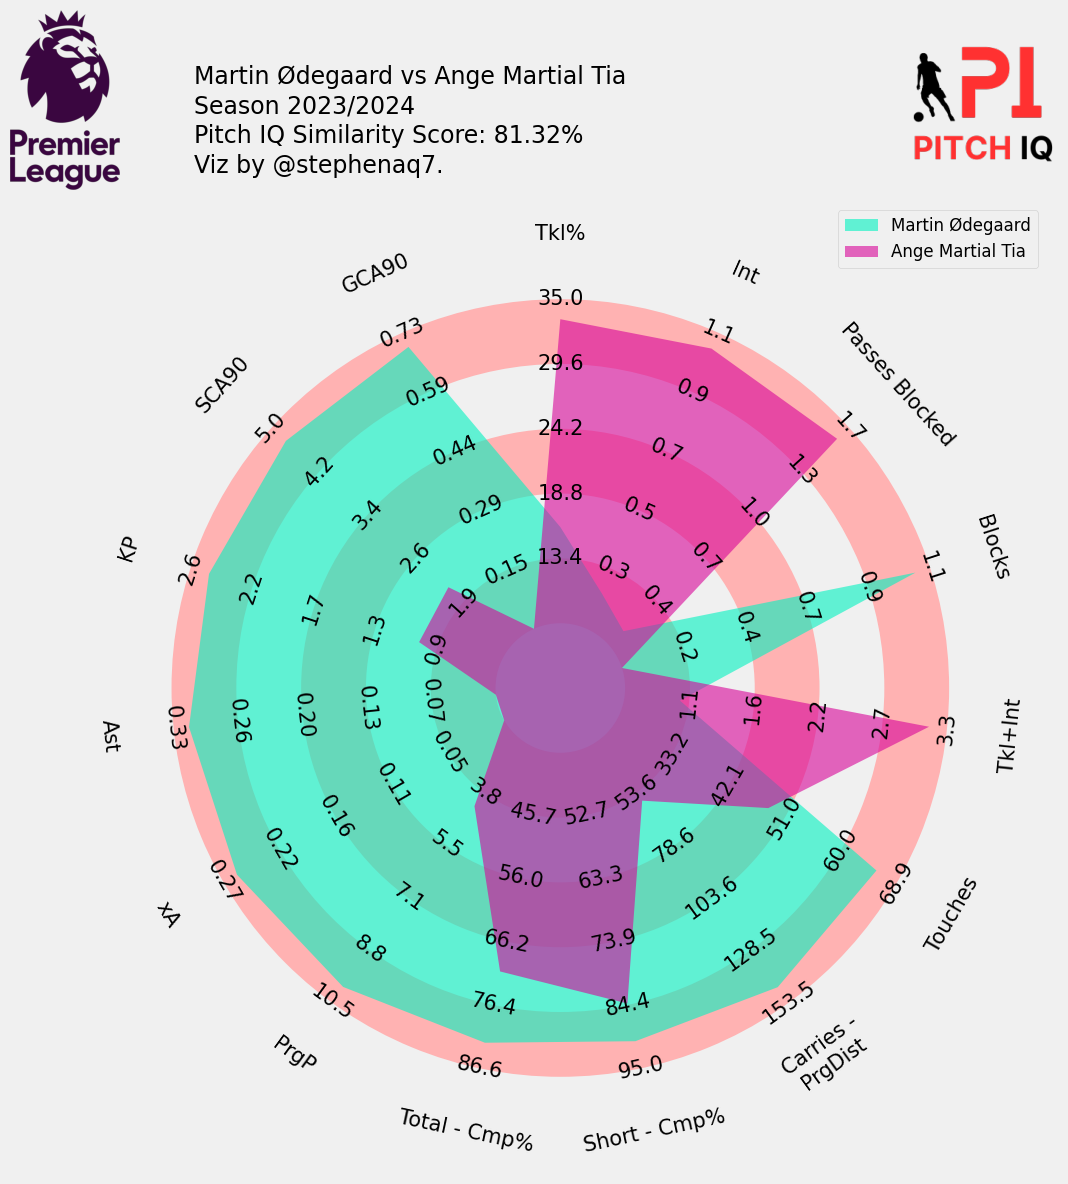 Martin Ødegaard vs Ange Martial Tia
Season 2023/2024
Pitch IQ Similarity Score: 81.32%
Viz by @stephenaq7.
Premier
League
PI
PITCH IQ
Martin Ødegaard
Ange Martial Tia
Tkl%
35.0
29.6
24.2
18.8
13.4
Int
1.1
0.9
0.7
0.5
0.3
Passes Blocked
1.7
1.3
1.0
0.7
0.4
Blocks
1.1
0.9
0.7
0.4
0.2
Tkl+Int
3.3
2.7
2.2
1.6
1.1
Touches
68.9
60.0
51.0
42.1
33.2
Carries -
PrgDist
153.5
128.5
103.6
78.6
53.6
Short - Cmp%
95.0
84.4
73.9
63.3
52.7
Total - Cmp%
86.6
76.4
66.2
56.0
45.7
PrgP
10.5
8.8
7.1
5.5
3.8
xA
0.27
0.22
0.16
0.11
0.05
Ast
0.33
0.26
0.20
0.13
0.07
KP
2.6
2.2
1.7
1.3
0.9
SCA90
5.0
4.2
3.4
2.6
1.9
GCA90
0.73
0.59
0.44
0.29
0.15